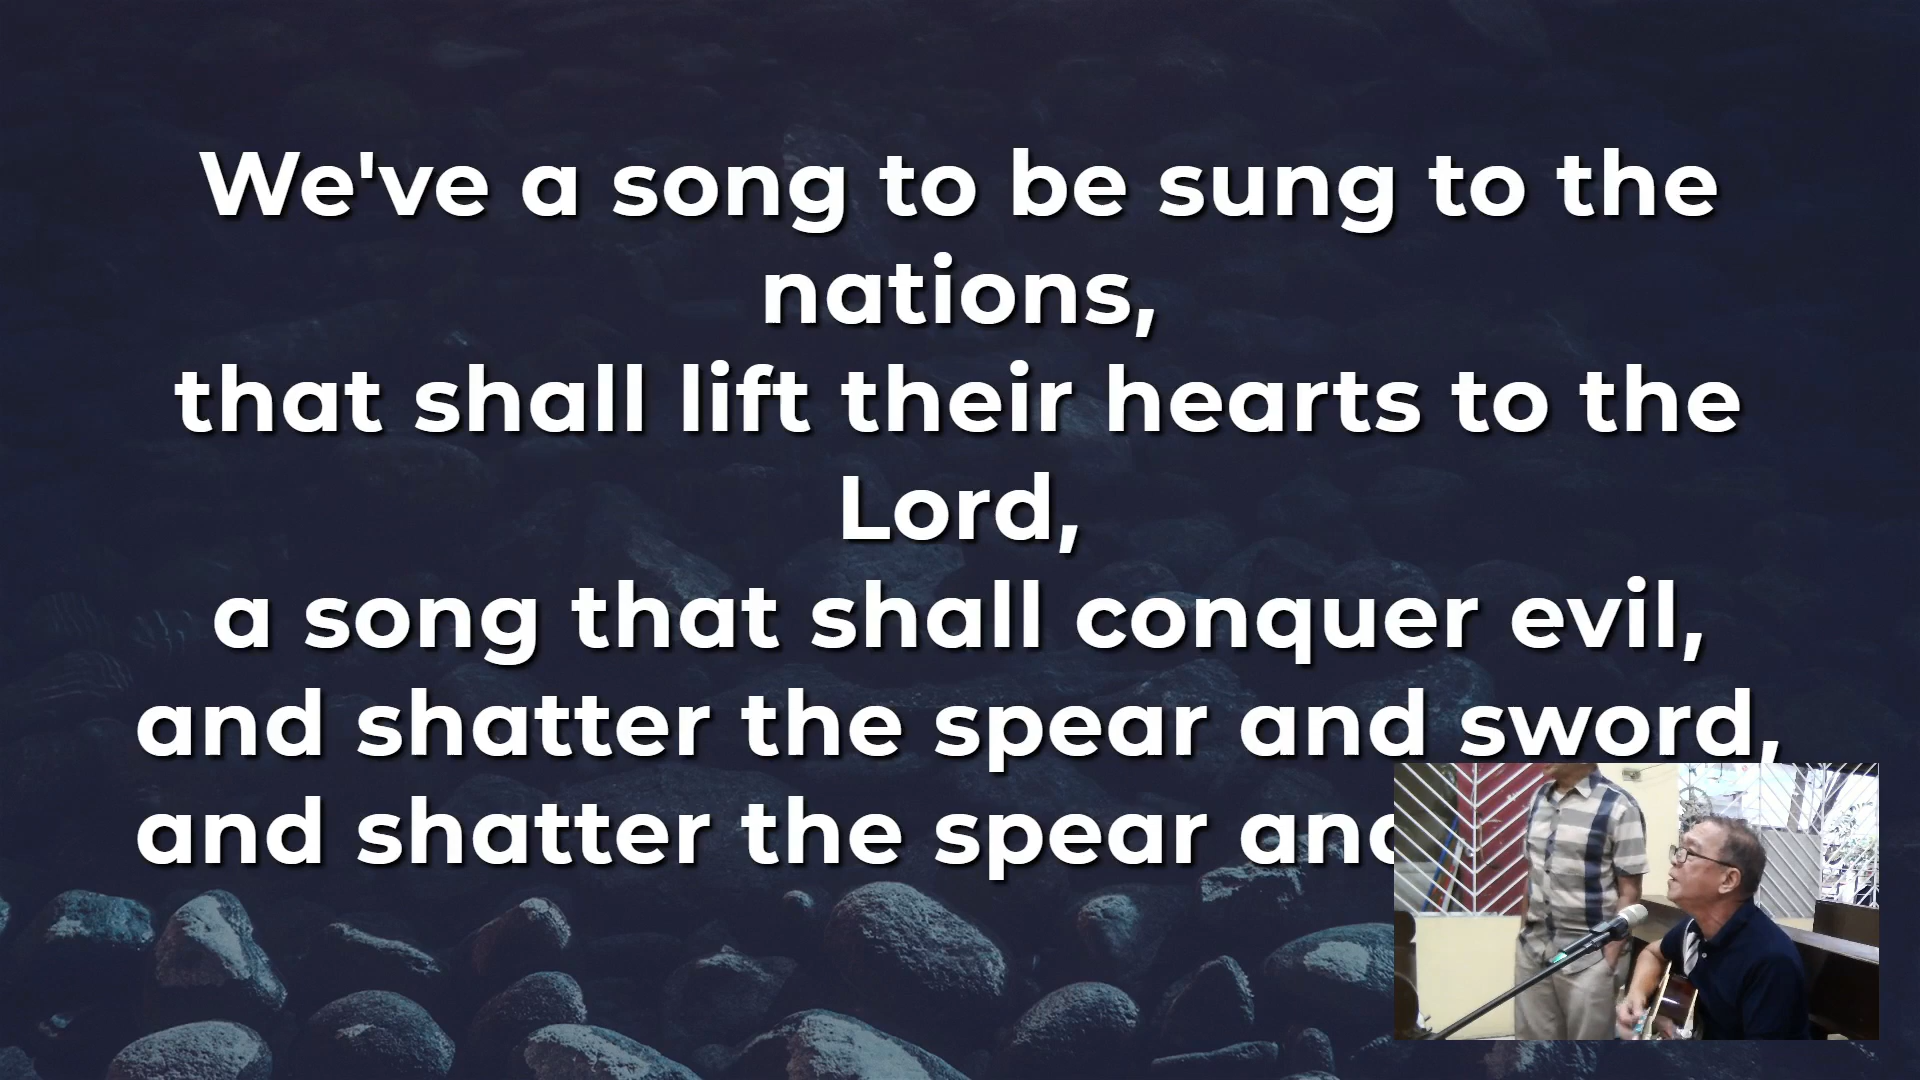 We've a song to be sung to the
nations,
that shall lift their hearts to the
Lord,
a song that shall conquer evil,
and shatter the spear and sword,
and shatter the spear and